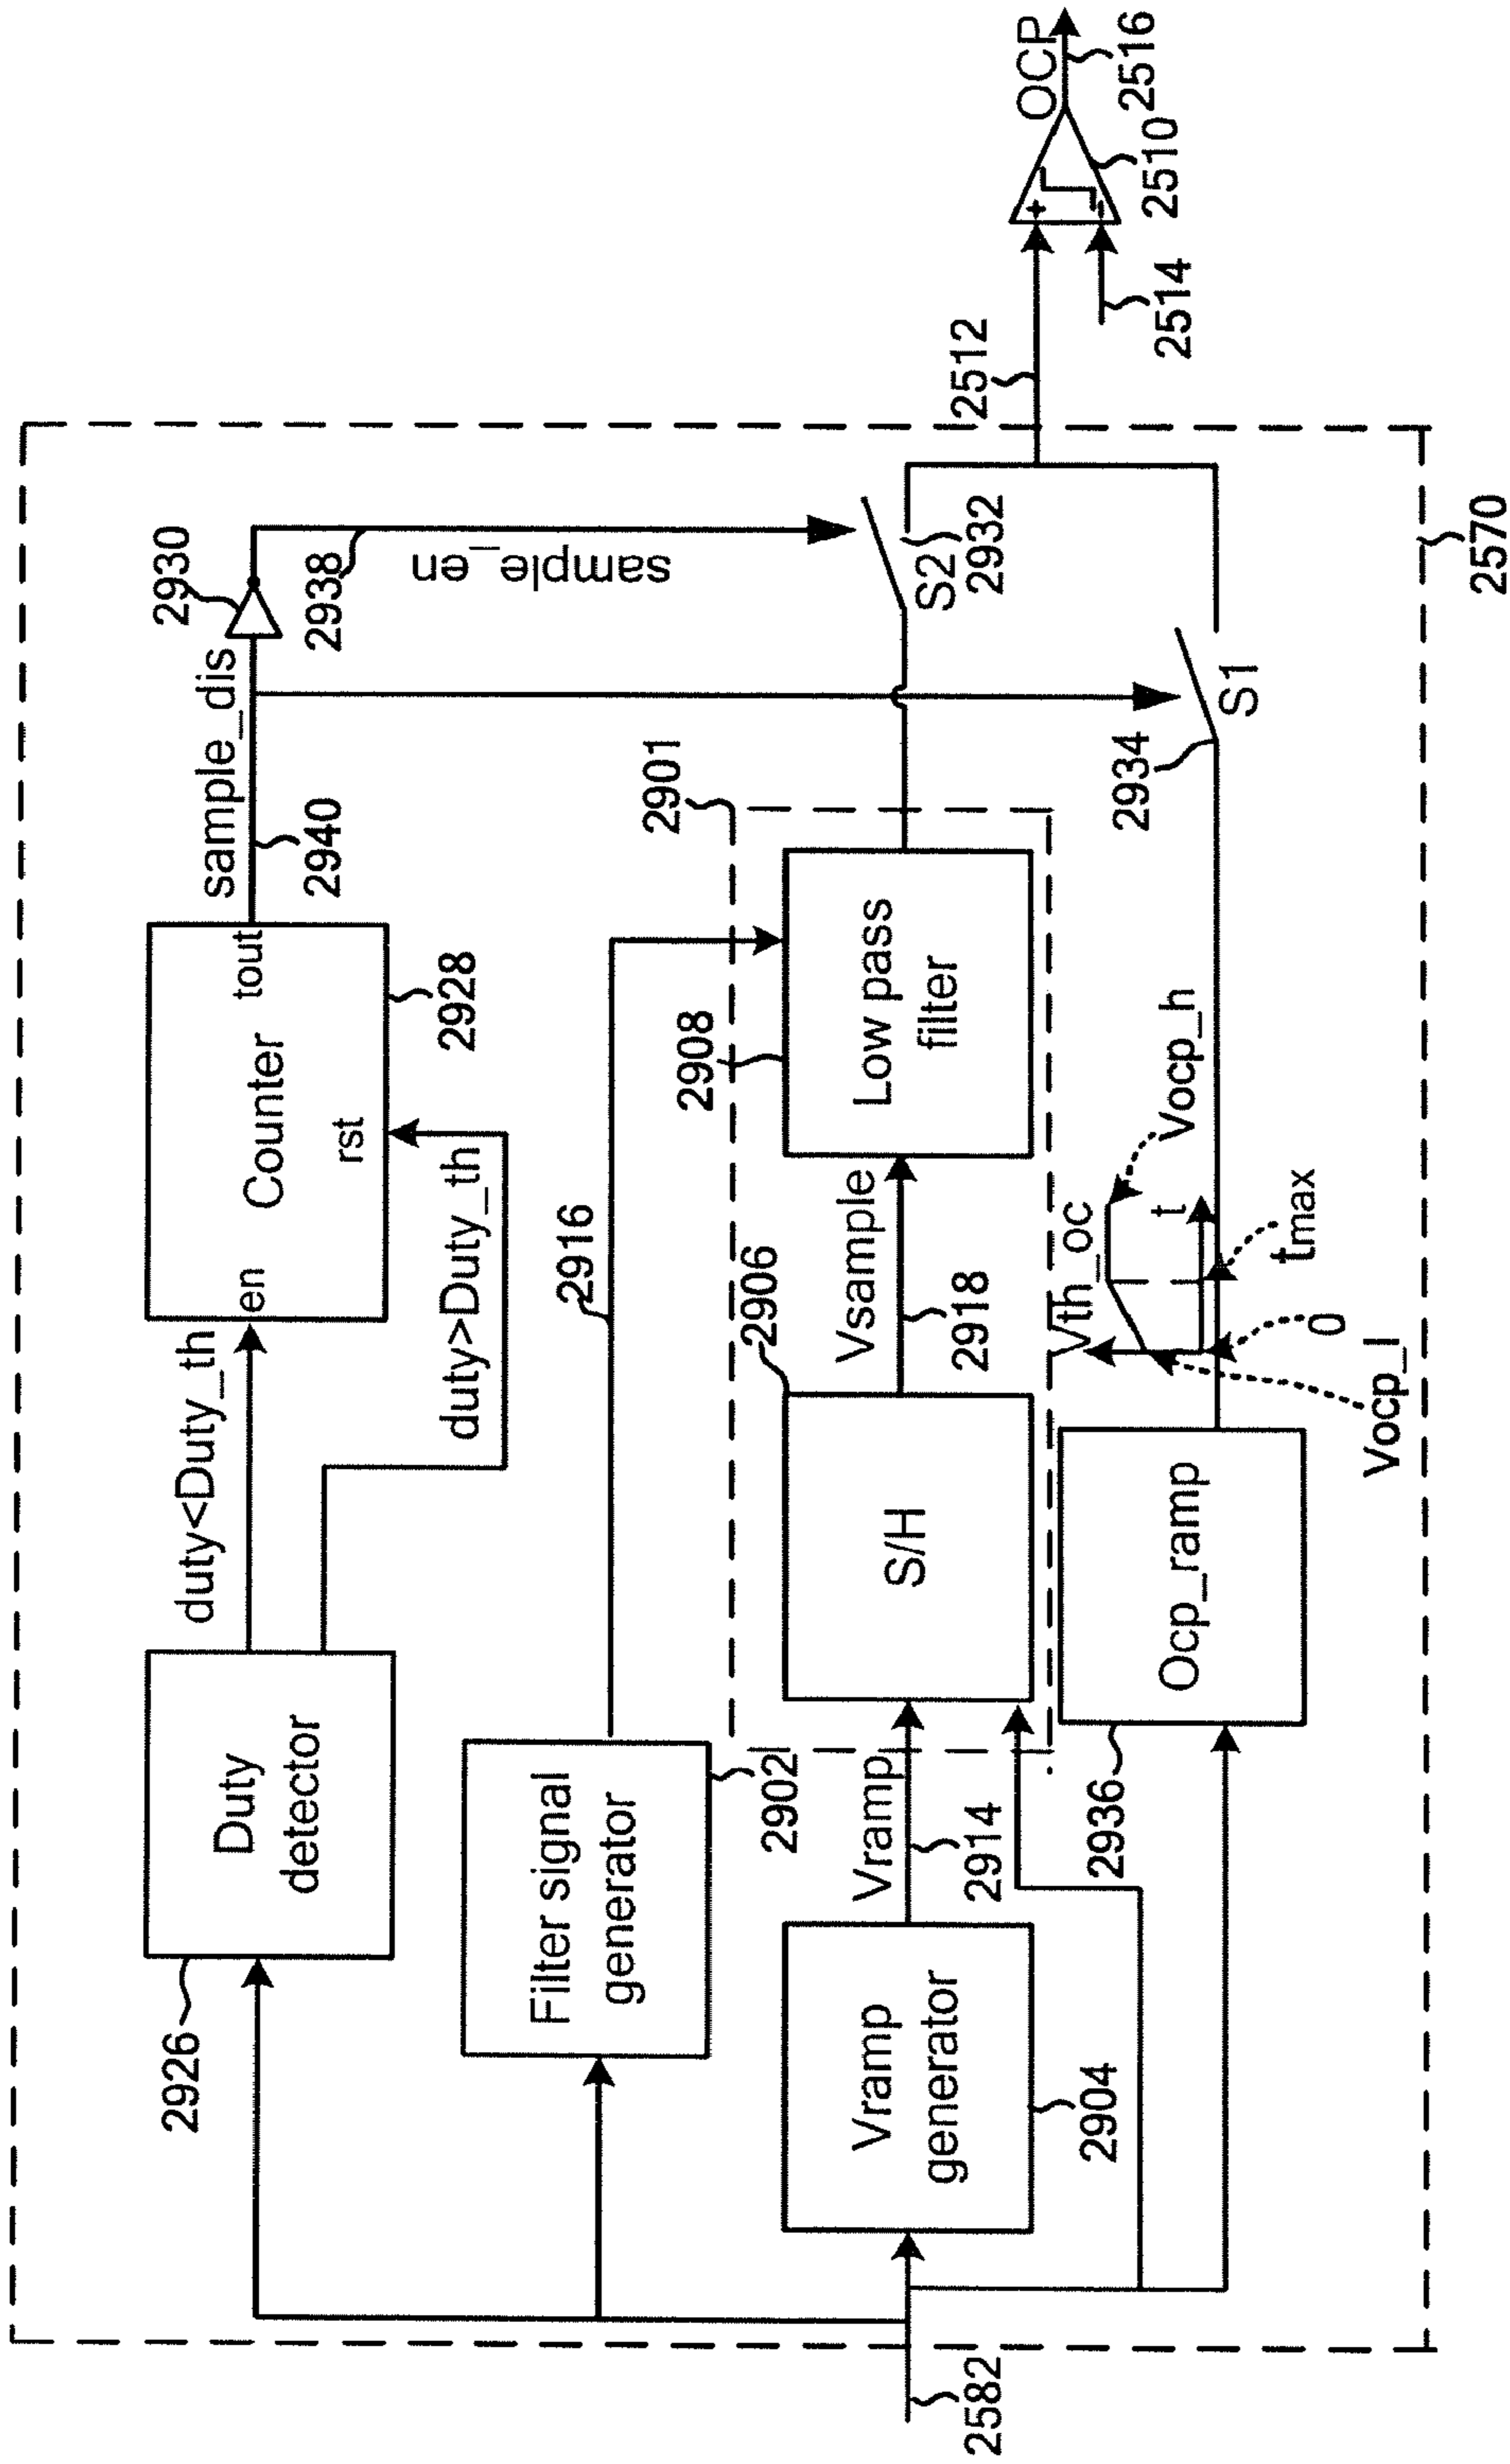 2582
2926
Duty
detector
duty<Duty_th
duty>Duty_th
en
Counter
rst
tout
2928
sample_dis
2940
2930
2938
sample_en
Filter signal
generator
2902
2916
Vramp
generator
2904
Vramp
2914
2906
S/H
Vsample
2918
2908
Low pass
filter
2901
S2
2932
2936
Ocp_ramp
Vth_oc
Vocp_l
0
t
tmax
Vocp_h
2934
S1
2512
2514
+
-
2510
OCP
2516
2570